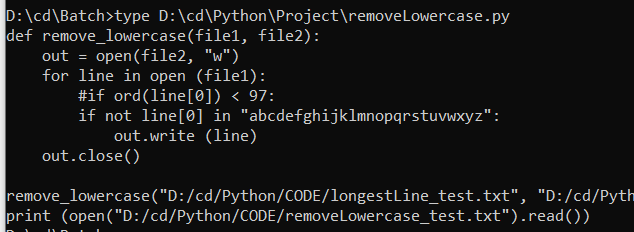 D:\cd\Batch>type D:\cd\Python\Project\removeLowercase.py
def remove_lowercase(file1, file2):
    out = open(file2, "w")
    for line in open (file1):
        #if ord(line[0]) < 97:
        if not line[0] in "abcdefghijklmnopqrstuvwxyz":
            out.write (line)
    out.close()

remove_lowercase("D:/cd/Python/CODE/longestLine_test.txt", "D:/cd/Pyth
print (open("D:/cd/Python/CODE/removeLowercase_test.txt").read())